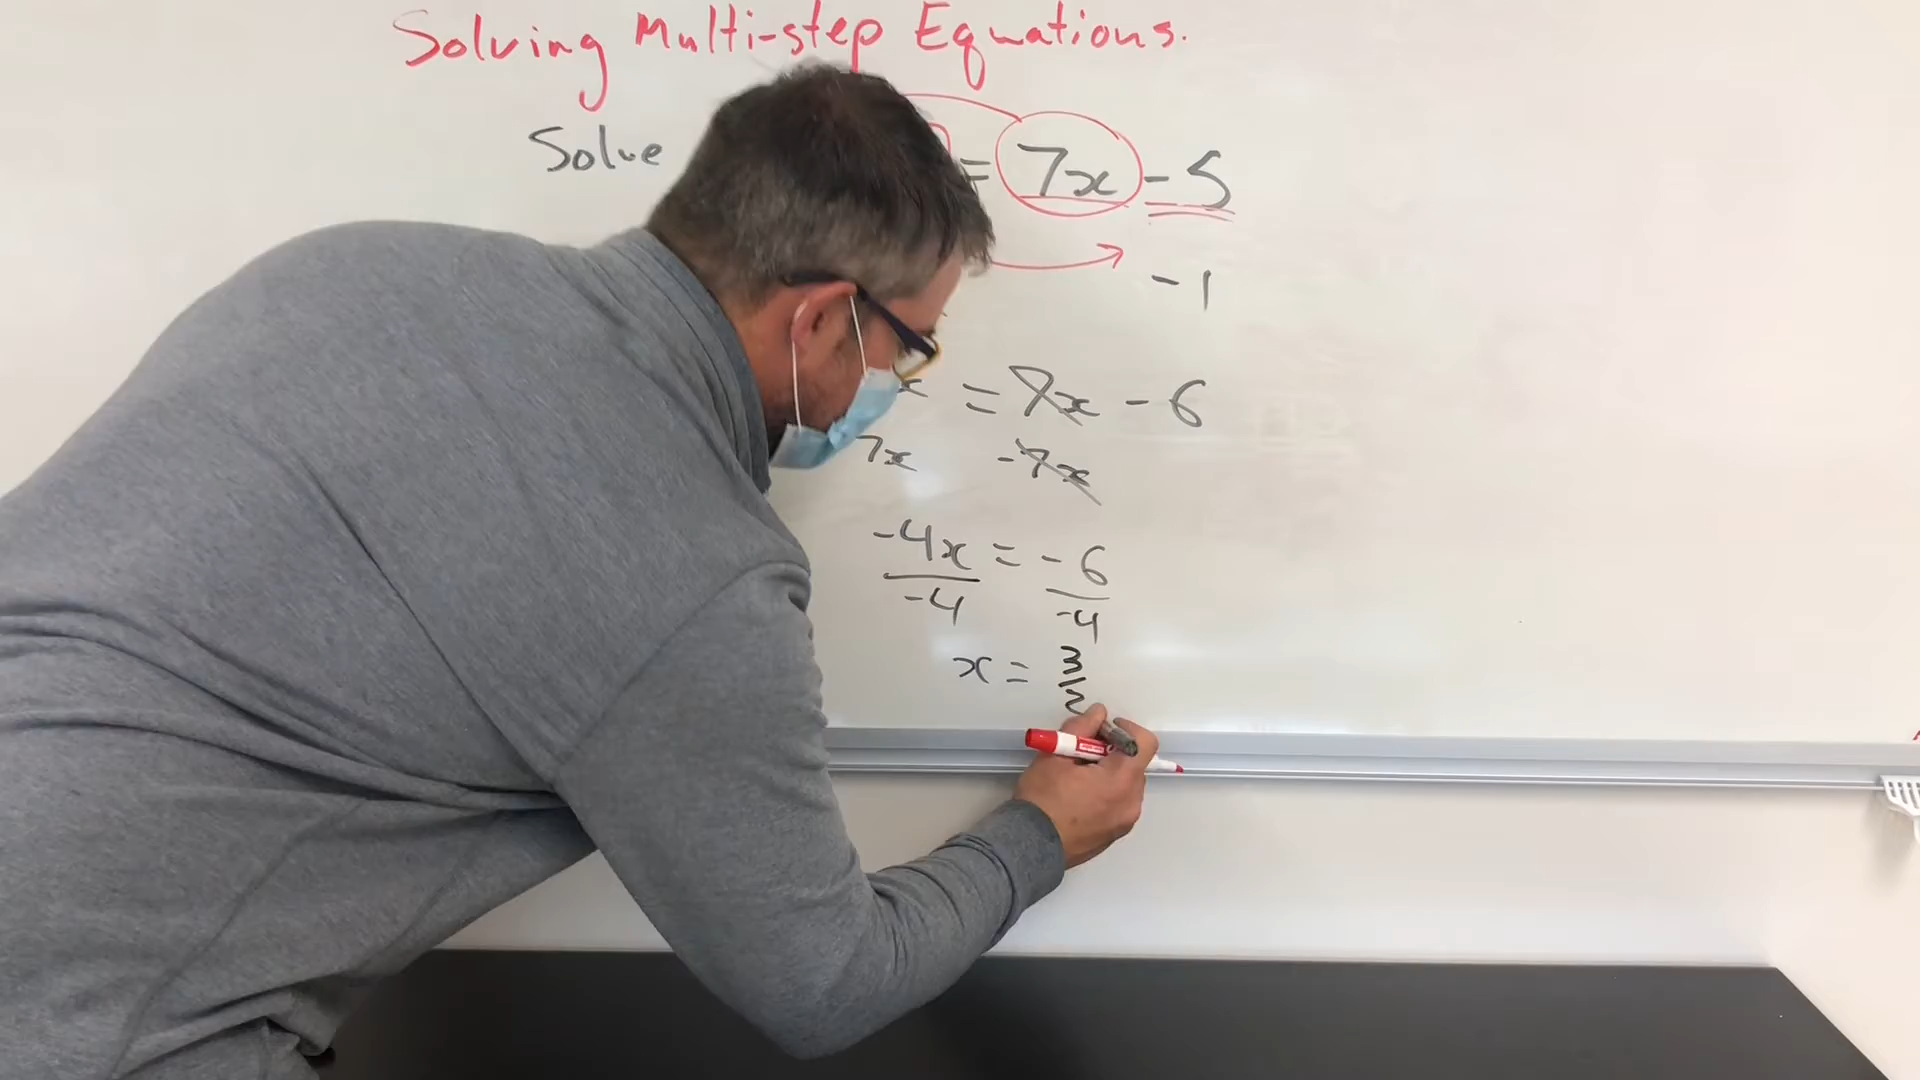 Solving Multi-step Equations.
Solve = 7x - 5
- 1
x = 7x - 6
7x - 7x
-4x = -6
-4 -4
x = 3/2